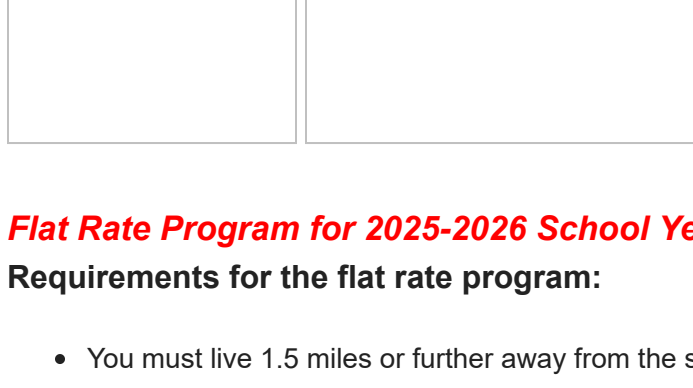 Flat Rate Program for 2025-2026 School Ye
Requirements for the flat rate program:
You must live 1.5 miles or further away from the s